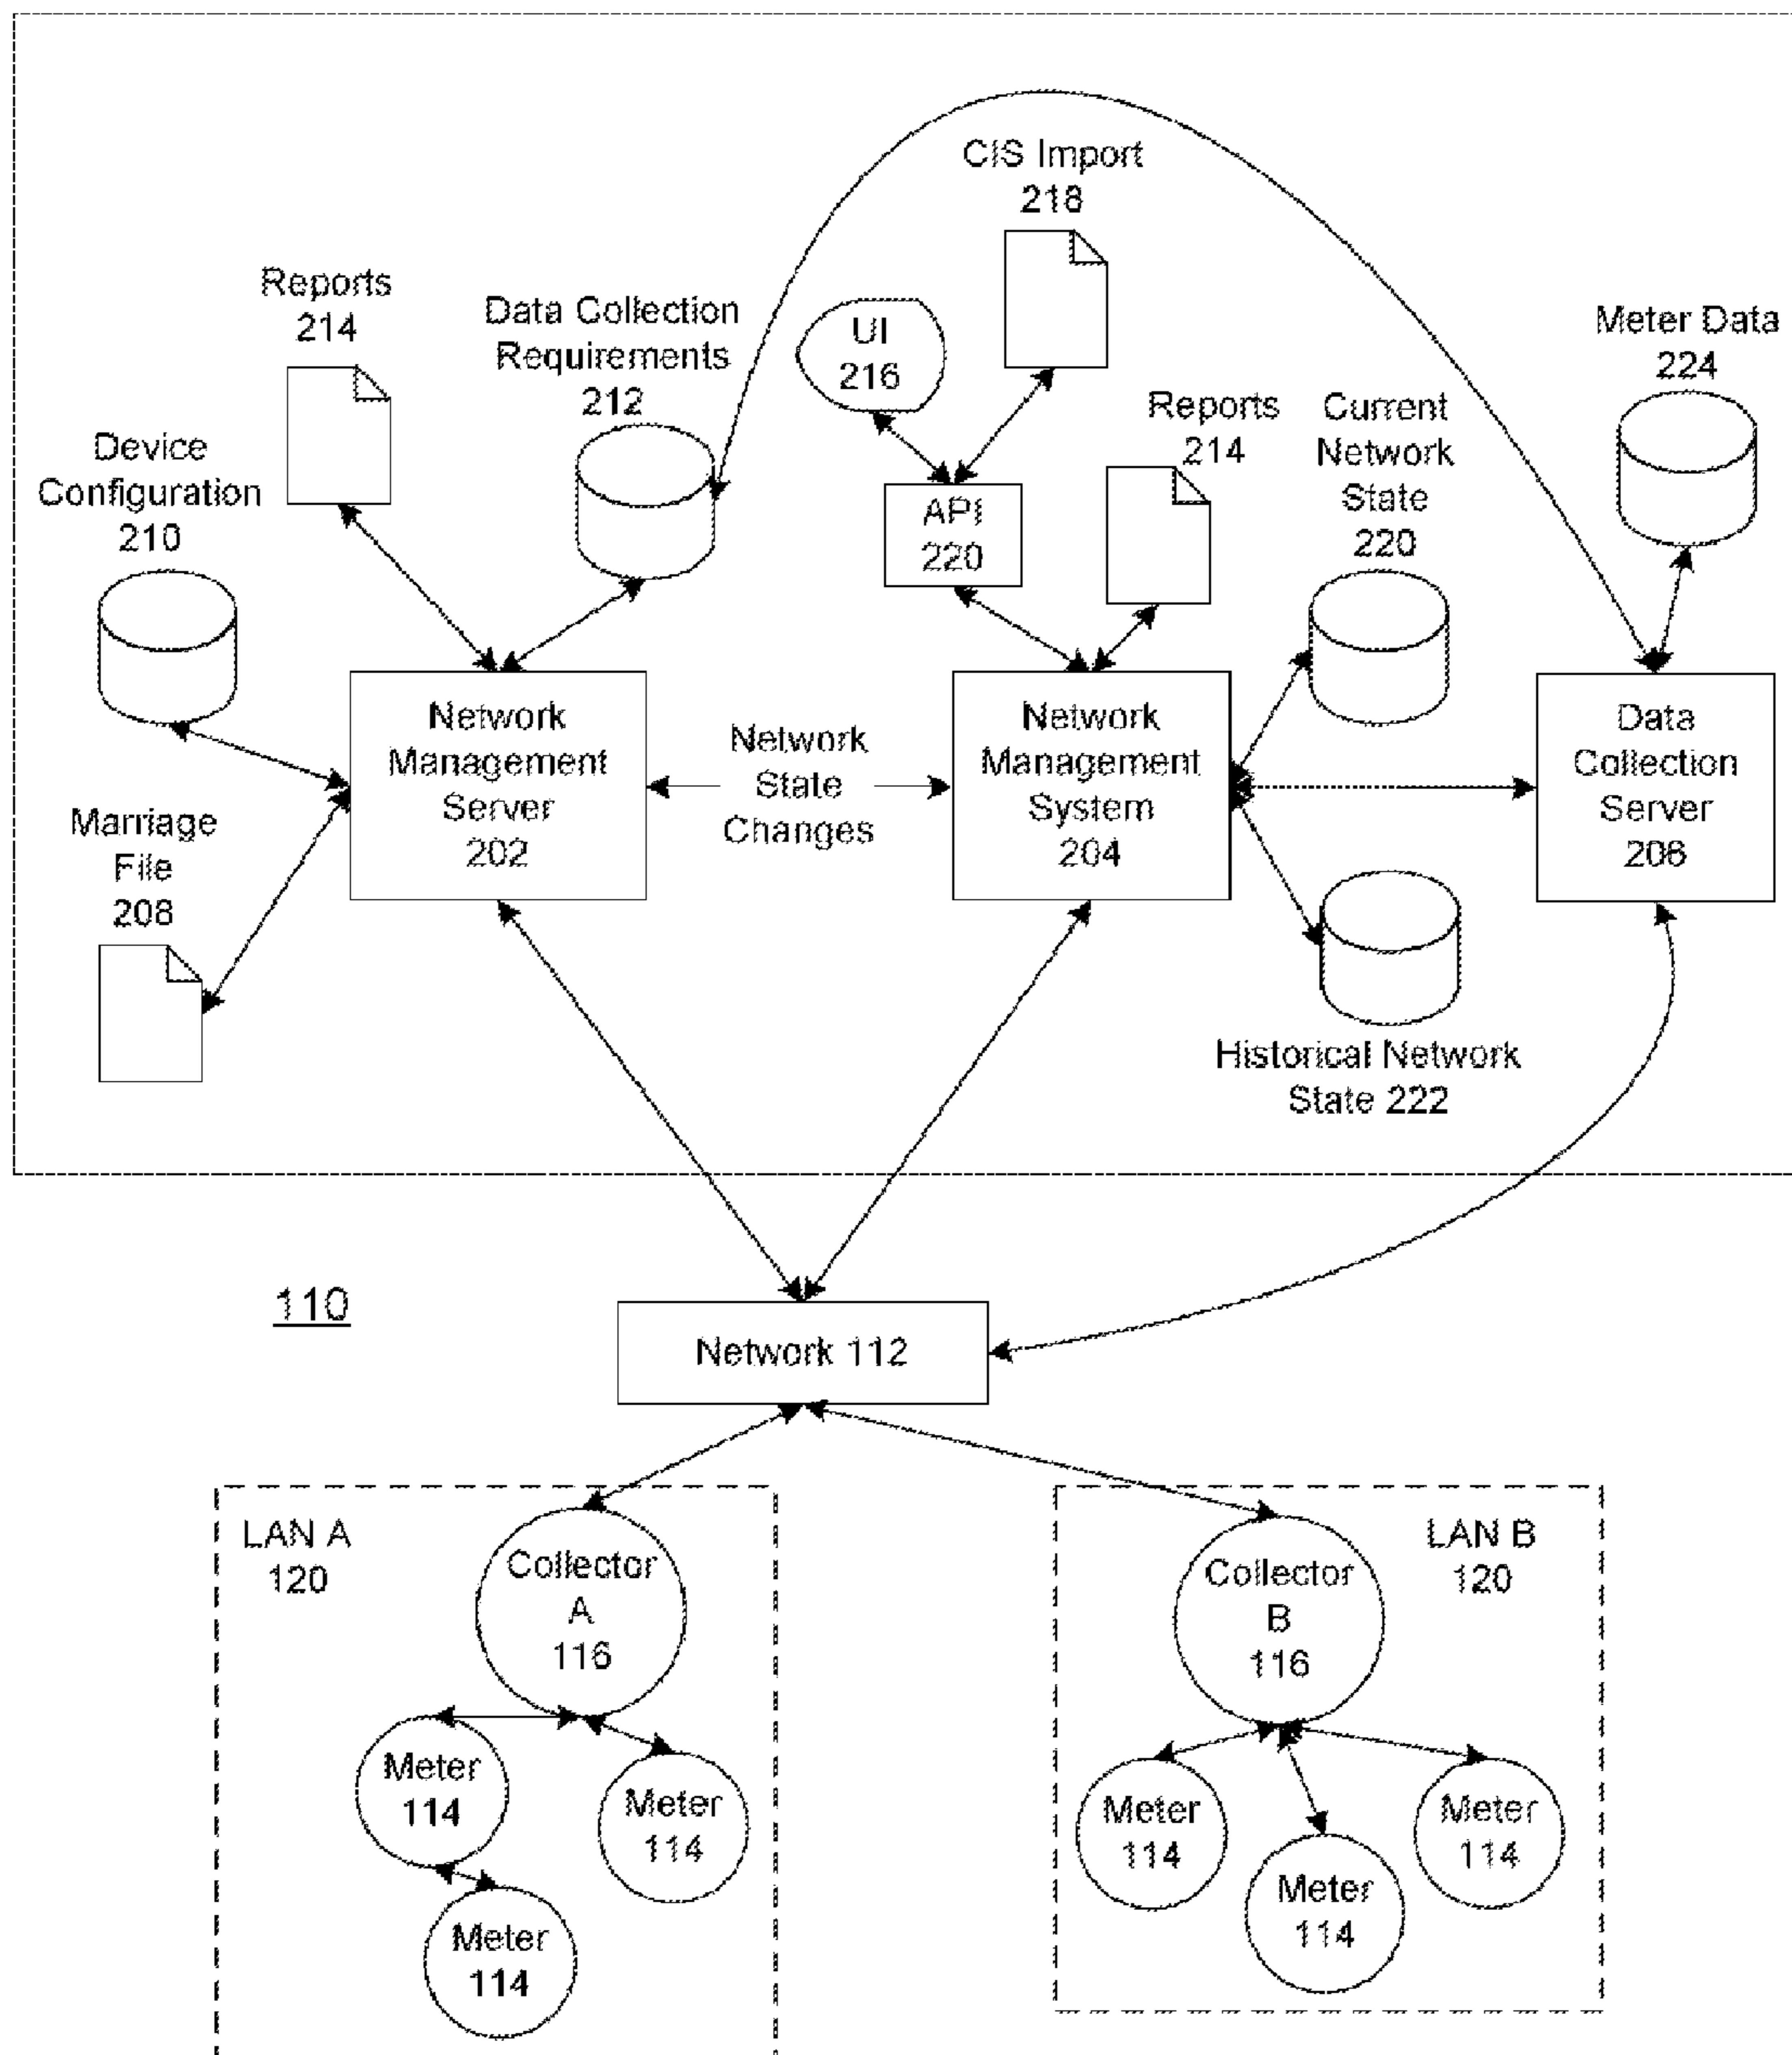 CIS Import
218
Reports
214
Data Collection
Requirements
212
UI
216
Meter Data
224
Reports
214
Current
Network
State
220
Device
Configuration
210
API
220
Network
Management
Server
202
Network
State
Changes
Network
Management
System
204
Data
Collection
Server
206
Marriage
File
208
Historical Network
State 222
110
Network 112
LAN A
120
Collector
A
116
LAN B
120
Collector
B
116
Meter
114
Meter
114
Meter
114
Meter
114
Meter
114
Meter
114